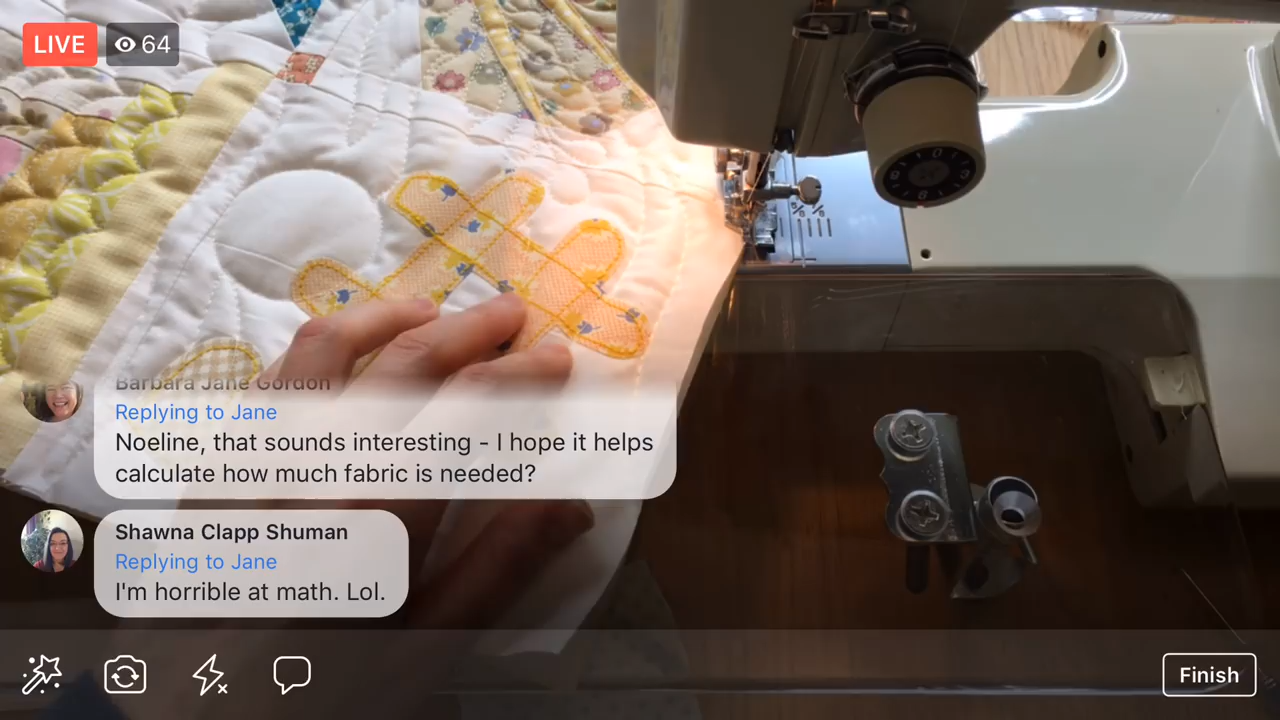 LIVE
64
Barbara Jane Gordon
Replying to Jane
Noeline, that sounds interesting - I hope it helps
calculate how much fabric is needed?
Shawna Clapp Shuman
Replying to Jane
I'm horrible at math. Lol.
Finish